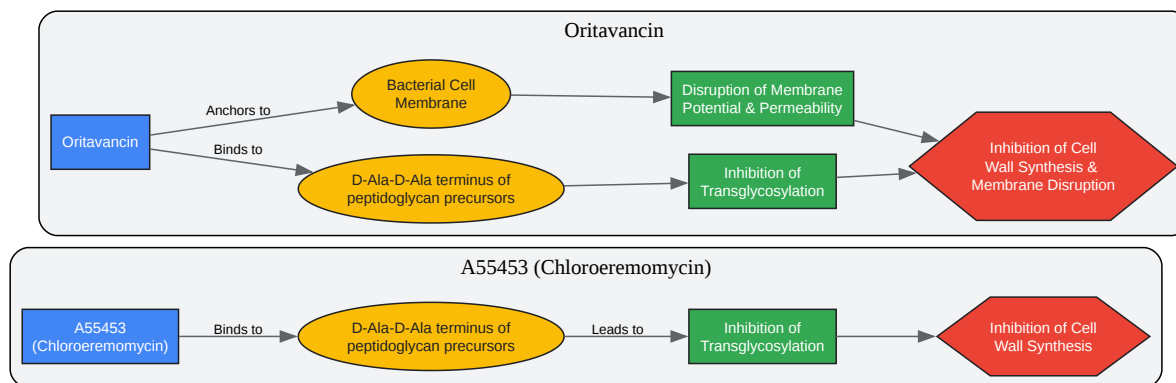 Oritavancin
Anchors to
Bacterial Cell
Membrane
Disruption of Membrane
Potential & Permeability
Oritavancin
Binds to
D-Ala-D-Ala terminus of
peptidoglycan precursors
Inhibition of
Transglycosylation
Inhibition of Cell
Wall Synthesis &
Membrane Disruption
A55453 (Chloroeremomycin)
A55453
(Chloroeremomycin)
Binds to
D-Ala-D-Ala terminus of
peptidoglycan precursors
Leads to
Inhibition of
Transglycosylation
Inhibition of Cell
Wall Synthesis